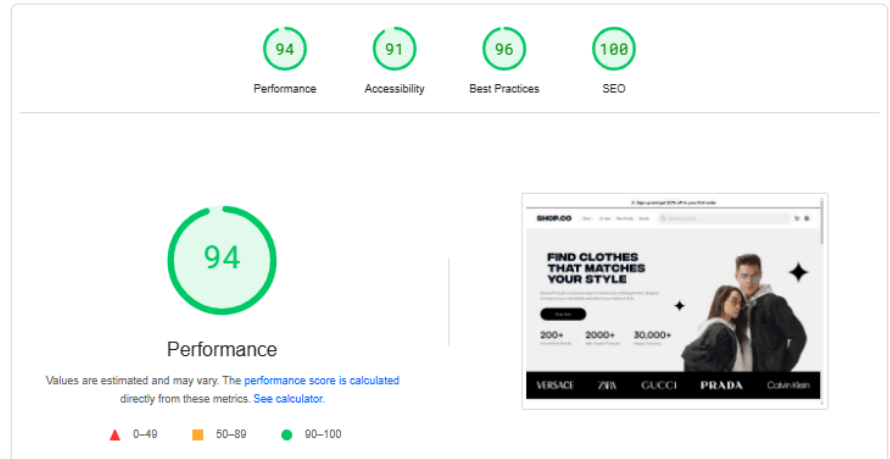 94
91
96
100
Performance
Accessibility
Best Practices
SEO
94
Performance
Values are estimated and may vary. The performance score is calculated
directly from these metrics. See calculator.
0–49
50–89
90–100
SHOP.CO
FIND CLOTHES
THAT MATCHES
YOUR STYLE
200+
2000+
30,000+
VERSACE
ZARA
GUCCI
PRADA
Calvin Klein